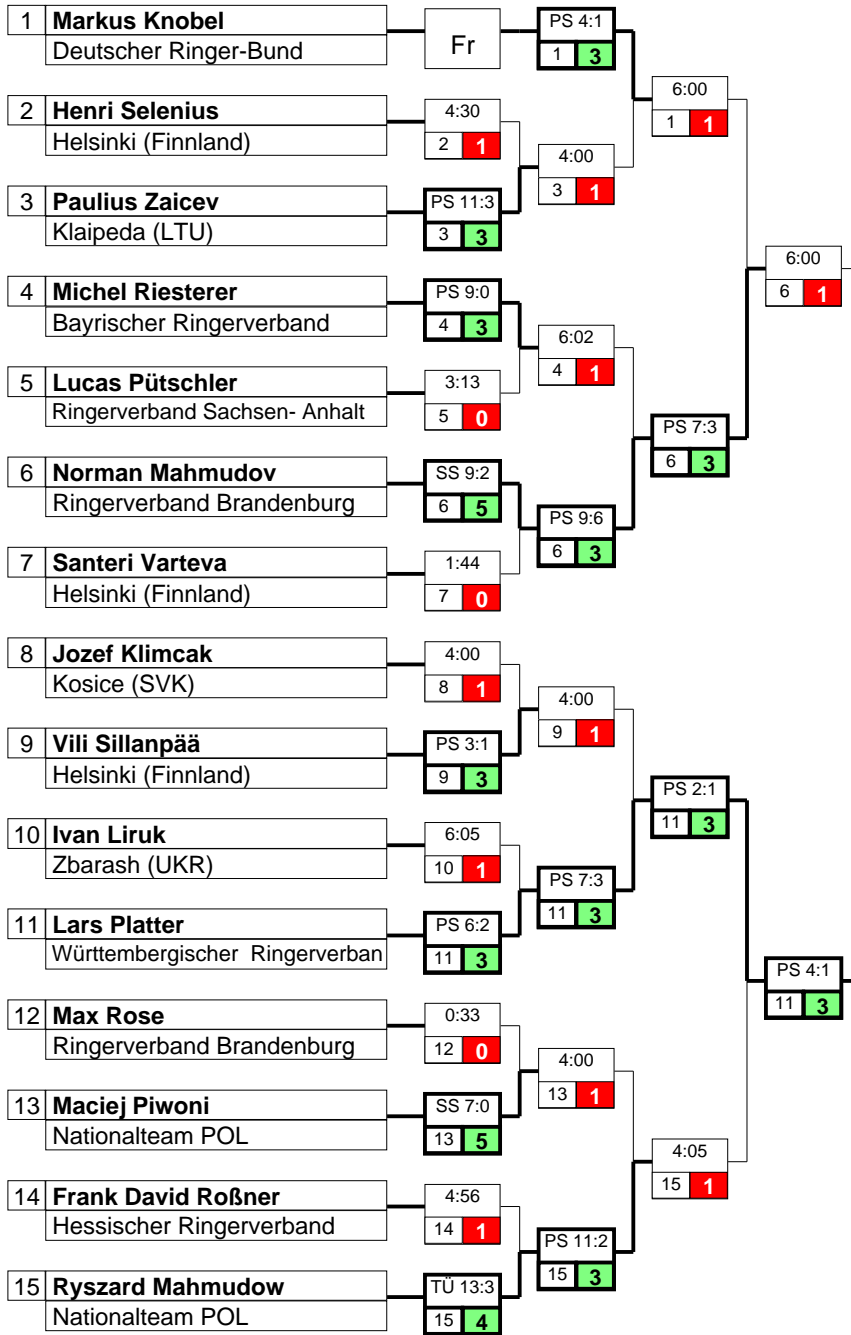 1 Markus Knobel
Deutscher Ringer-Bund
Fr
PS 4:1
1 3
6:00
1 1
2 Henri Selenius
Helsinki (Finnland)
4:30
2 1
4:00
3 1
3 Paulius Zaicev
Klaipeda (LTU)
PS 11:3
3 3
6:00
6 1
4 Michel Riesterer
Bayrischer Ringerverband
PS 9:0
4 3
6:02
4 1
5 Lucas Pütschler
Ringerverband Sachsen- Anhalt
3:13
5 0
PS 7:3
6 3
6 Norman Mahmudov
Ringerverband Brandenburg
SS 9:2
6 5
PS 9:6
6 3
7 Santeri Varteva
Helsinki (Finnland)
1:44
7 0
8 Jozef Klimcak
Kosice (SVK)
4:00
8 1
4:00
9 1
9 Vili Sillanpää
Helsinki (Finnland)
PS 3:1
9 3
PS 2:1
11 3
10 Ivan Liruk
Zbarash (UKR)
6:05
10 1
PS 7:3
11 3
11 Lars Platter
Württembergischer Ringerverban
PS 6:2
11 3
PS 4:1
11 3
12 Max Rose
Ringerverband Brandenburg
0:33
12 0
4:00
13 1
13 Maciej Piwoni
Nationalteam POL
SS 7:0
13 5
4:05
15 1
14 Frank David Roßner
Hessischer Ringerverband
4:56
14 1
PS 11:2
15 3
15 Ryszard Mahmudow
Nationalteam POL
TÜ 13:3
15 4